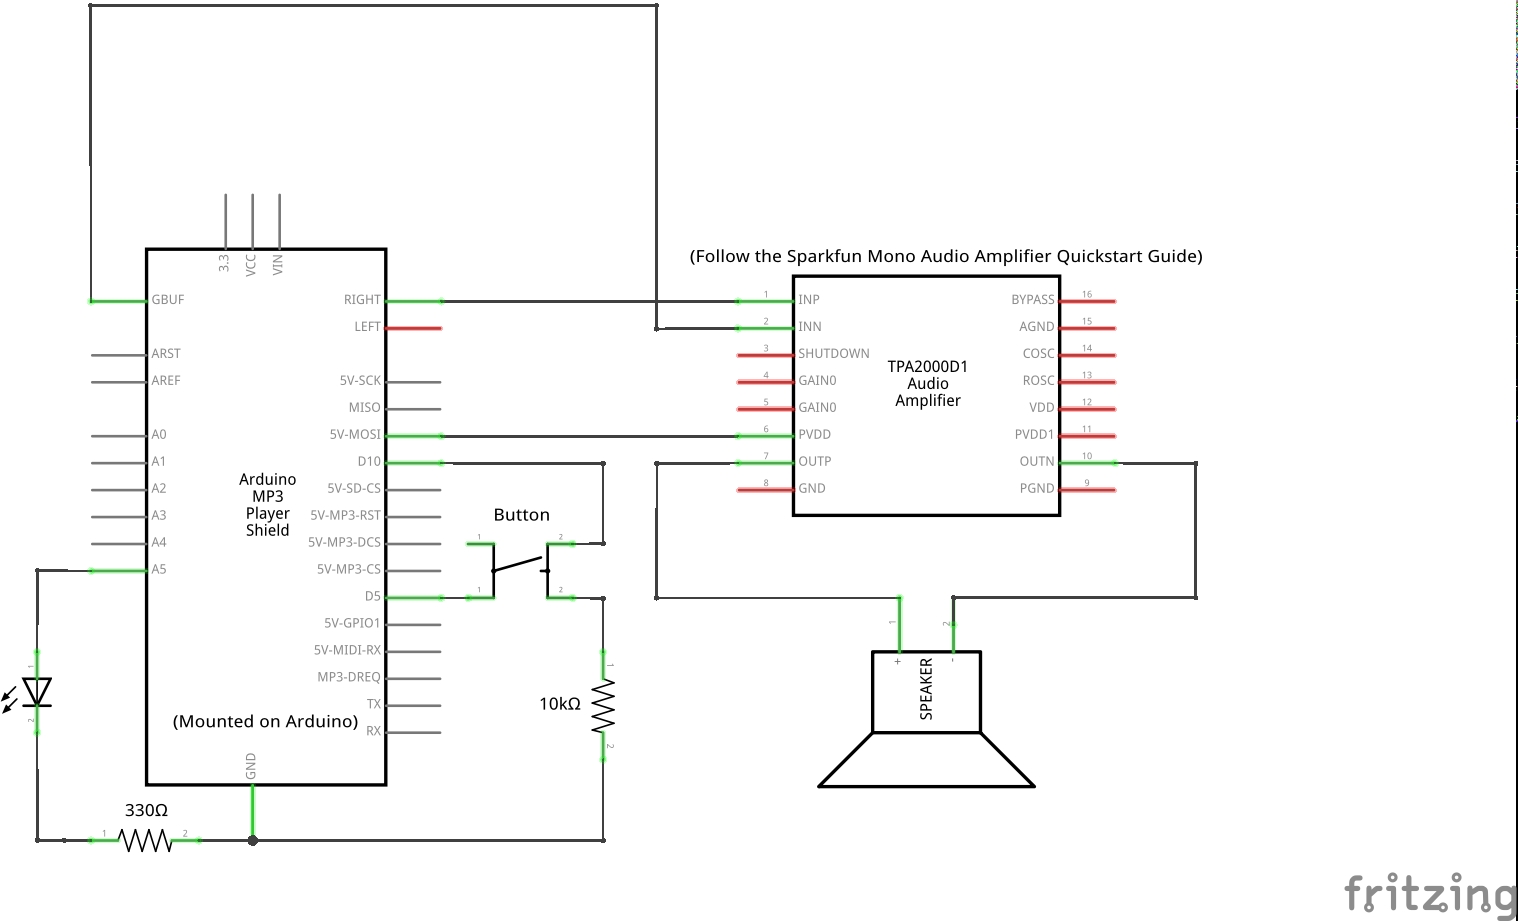 3.3
VCC
VIN
(Follow the Sparkfun Mono Audio Amplifier Quickstart Guide)
GBUF
RIGHT
LEFT
ARST
AREF
5V-SCK
MISO
A0
5V-MOSI
A1
D10
A2
5V-SD-CS
A3
5V-MP3-RST
A4
5V-MP3-DCS
A5
5V-MP3-CS
D5
5V-GPIO1
5V-MIDI-RX
MP3-DREQ
TX
RX
Arduino
MP3
Player
Shield
(Mounted on Arduino)
GND
1
INP
2
INN
3
SHUTDOWN
4
GAIN0
5
GAIN0
6
PVDD
7
OUTP
8
GND
TPA2000D1
Audio
Amplifier
BYPASS
16
AGND
15
COSC
14
ROSC
13
VDD
12
PVDD1
11
OUTN
10
PGND
9
Button
1
2
1
2
1
10kΩ
2
1
2
330Ω
1
2
1
2
+
-
SPEAKER
fritzing